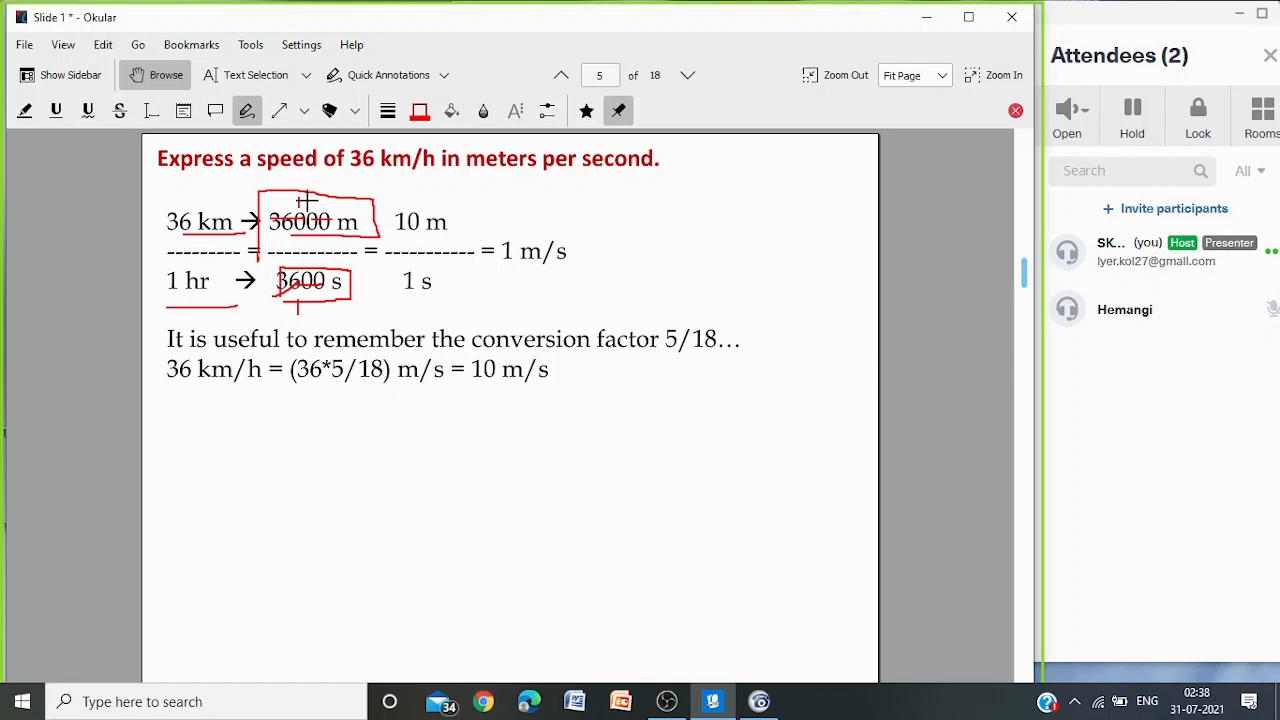 Slide 1 * - Okular
File View Edit Go Bookmarks Tools Settings Help
Show Sidebar Browse Text Selection Quick Annotations 5 of 18 Zoom Out Fit Page Zoom In
Express a speed of 36 km/h in meters per second.
36 km → 36000 m 10 m
--------- = ----------- = ----------- = 1 m/s
1 hr → 3600 s 1 s
It is useful to remember the conversion factor 5/18…
36 km/h = (36*5/18) m/s = 10 m/s
Attendees (2)
Open Hold Lock Rooms
Search All
+ Invite participants
SK... (you) Host Presenter
lyer.kol27@gmail.com
Hemangi
Type here to search
34
ENG
02:38
31-07-2021